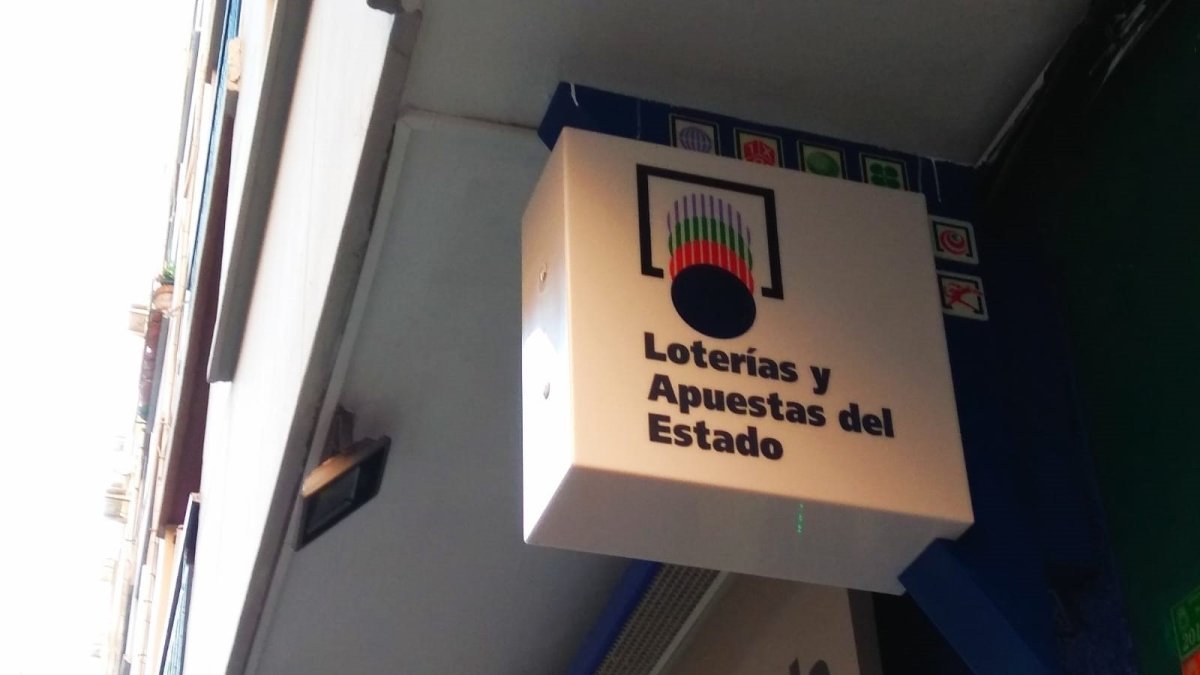 Loterías y
Apuestas del
Estado